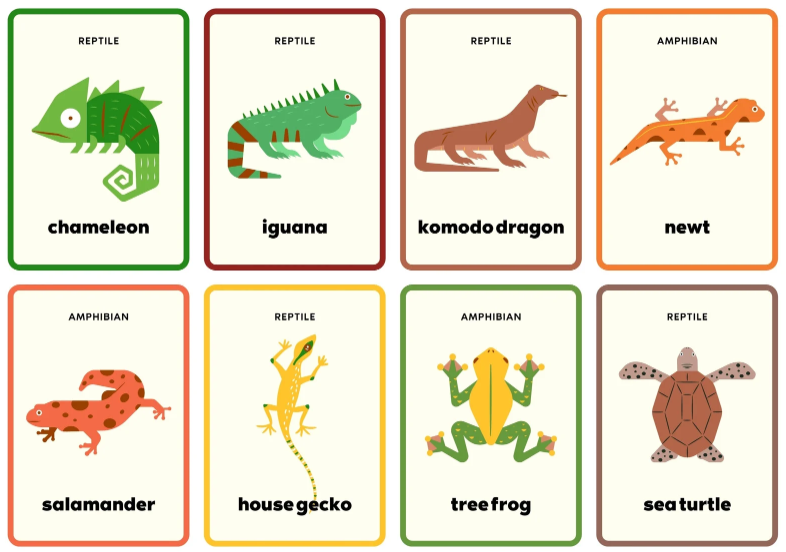 REPTILE
chameleon
REPTILE
iguana
REPTILE
komodo dragon
AMPHIBIAN
newt
AMPHIBIAN
salamander
REPTILE
house gecko
AMPHIBIAN
tree frog
REPTILE
sea turtle